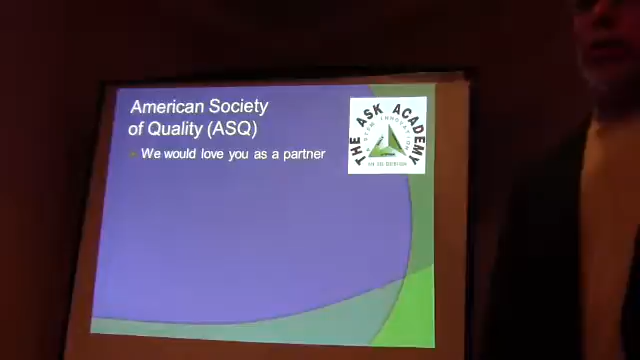 American Society
of Quality (ASQ)
We would love you as a partner
THE ASK ACADEMY